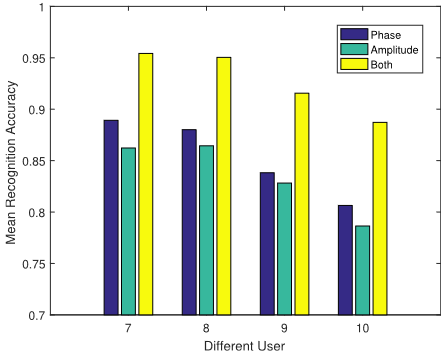 1
0.95
0.9
0.85
0.8
0.75
0.7
Mean Recognition Accuracy
Phase
Amplitude
Both
7 8 9 10
Different User